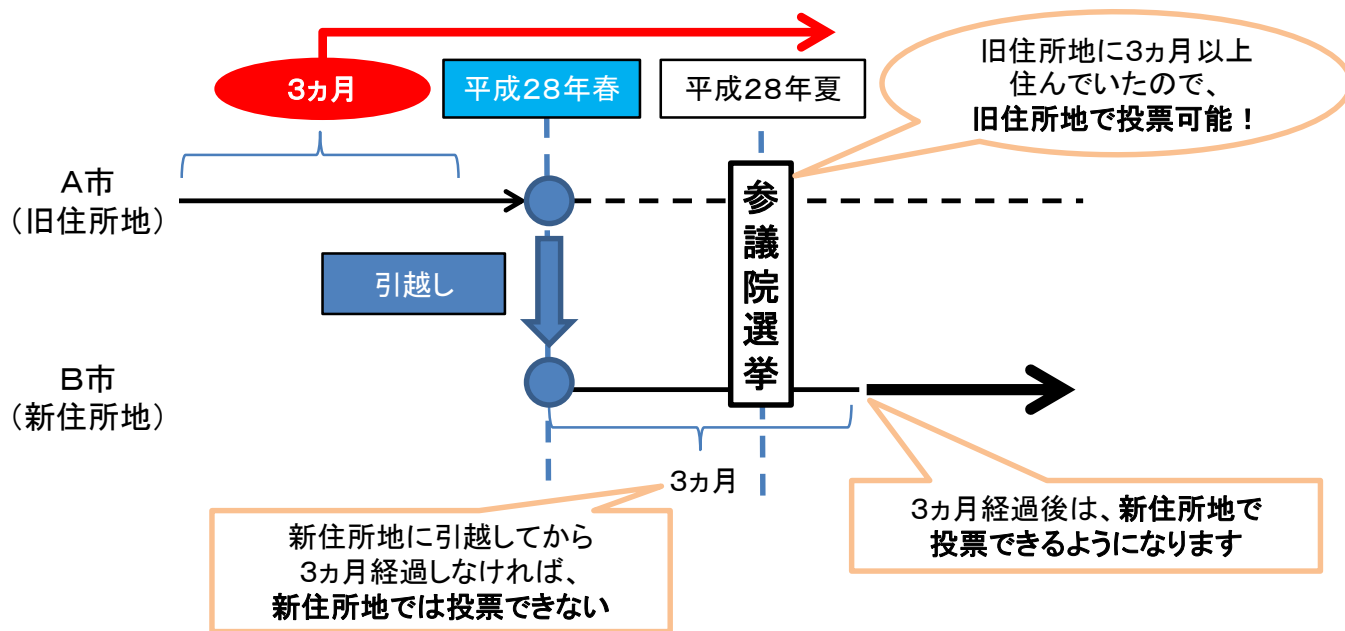 3ヵ月
平成28年春
平成28年夏
旧住所地に3ヵ月以上
住んでいたので、
旧住所地で投票可能!
A市
(旧住所地)
引越し
参議院選挙
B市
(新住所地)
3ヵ月
新住所地に引越してから
3ヵ月経過しなければ、
新住所地では投票できない
3ヵ月経過後は、新住所地で
投票できるようになります